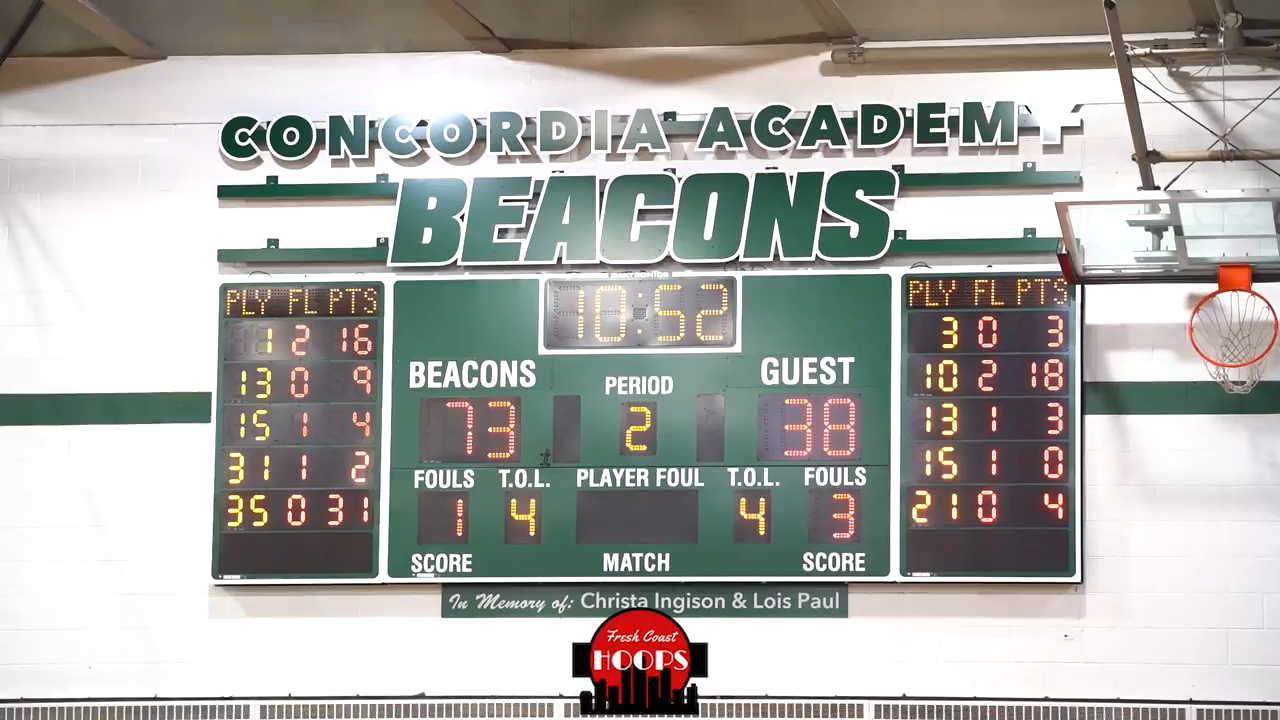 CONCORDIA ACADEMY
BEACONS
PLY FL PTS
1 2 16
13 0 9
15 1 4
31 1 2
35 0 31
10:52
BEACONS
PERIOD
GUEST
73
2
38
FOULS
T.O.L.
PLAYER FOUL
T.O.L.
FOULS
1
4
4
3
SCORE
MATCH
SCORE
PLY FL PTS
3 0 3
10 2 18
13 1 3
15 1 0
21 0 4
In Memory of: Christa Ingison & Lois Paul
Fresh Coast
HOOPS